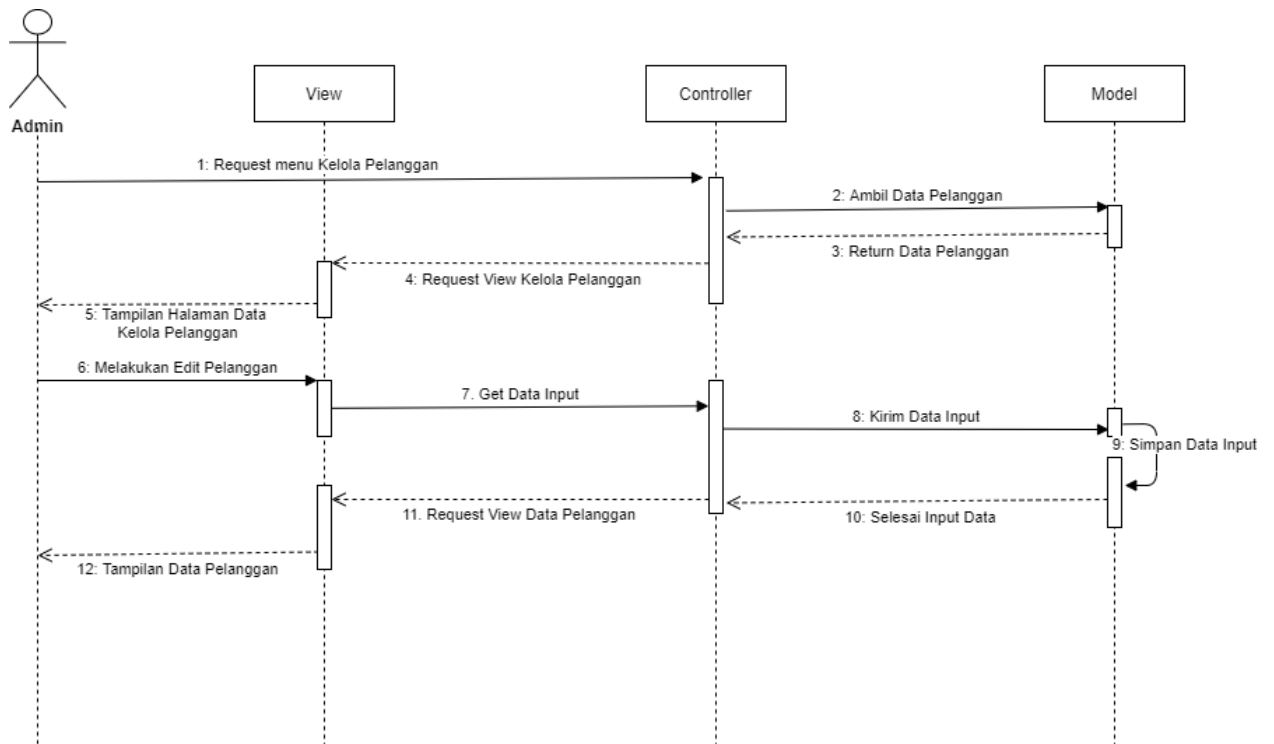 View
Controller
Model
Admin
1: Request menu Kelola Pelanggan
2: Ambil Data Pelanggan
3: Return Data Pelanggan
4: Request View Kelola Pelanggan
5: Tampilan Halaman Data
Kelola Pelanggan
6: Melakukan Edit Pelanggan
7. Get Data Input
8: Kirim Data Input
9: Simpan Data Input
10: Selesai Input Data
11. Request View Data Pelanggan
12: Tampilan Data Pelanggan